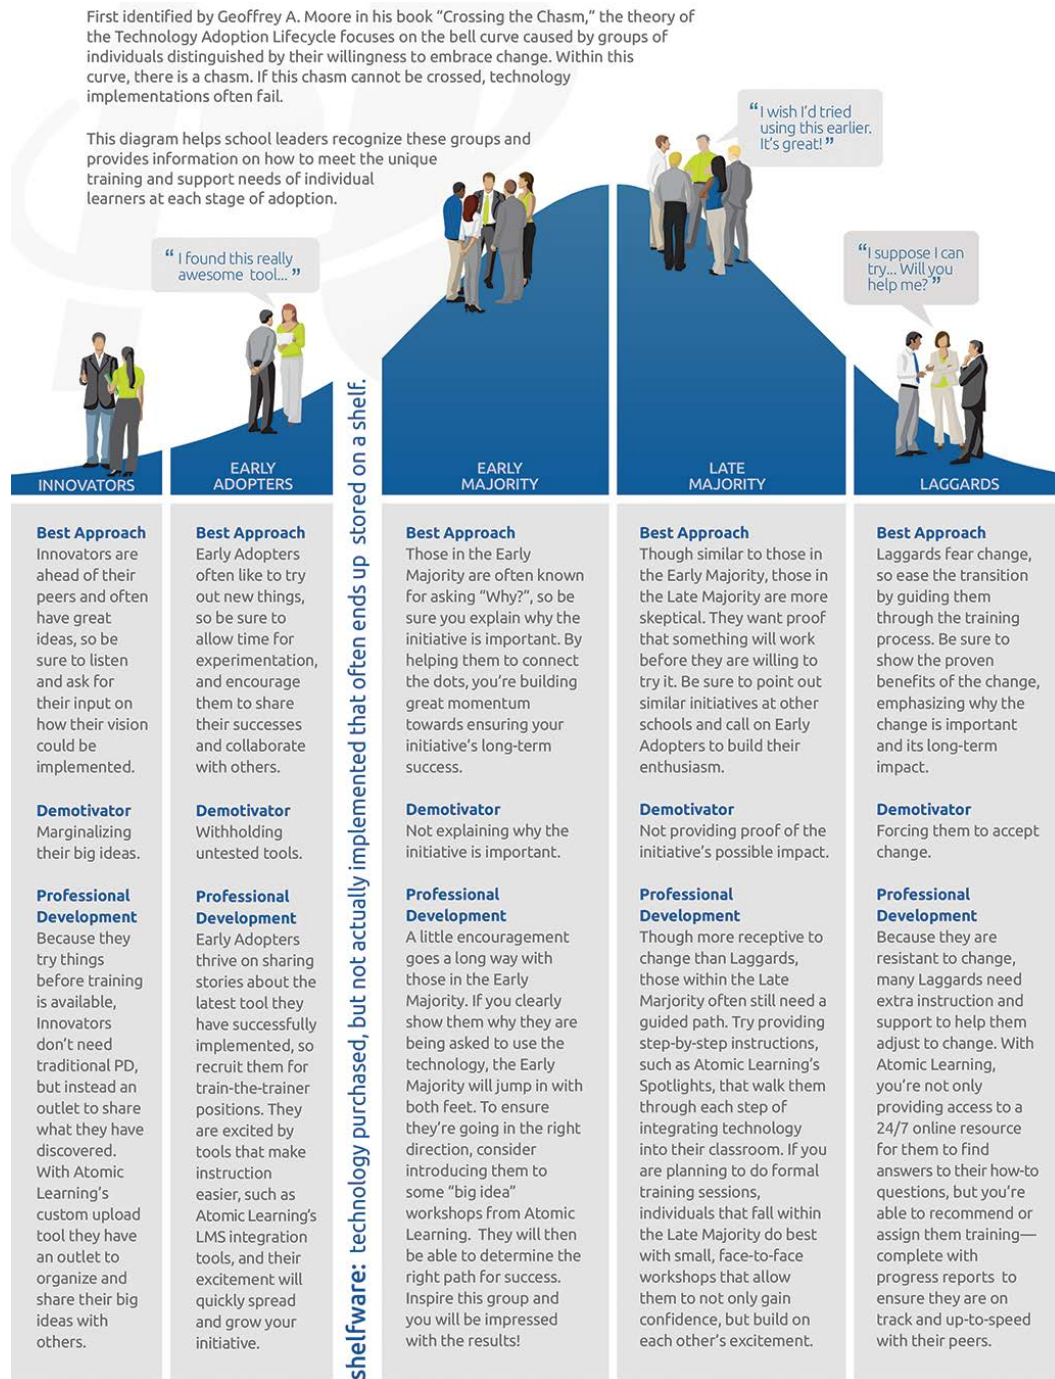 First identified by Geoffrey A. Moore in his book “Crossing the Chasm,” the theory of
the Technology Adoption Lifecycle focuses on the bell curve caused by groups of
individuals distinguished by their willingness to embrace change. Within this
curve, there is a chasm. If this chasm cannot be crossed, technology
implementations often fail.
This diagram helps school leaders recognize these groups and
provides information on how to meet the unique
training and support needs of individual
learners at each stage of adoption.
“ I found this really
awesome tool... ”
“ I wish I’d tried
using this earlier.
It’s great! ”
“I suppose I can
try... Will you
help me? ”
INNOVATORS
EARLY
ADOPTERS
EARLY
MAJORITY
LATE
MAJORITY
LAGGARDS
Best Approach
Innovators are
ahead of their
peers and often
have great
ideas, so be
sure to listen
and ask for
their input on
how their vision
could be
implemented.
Demotivator
Marginalizing
their big ideas.
Professional
Development
Because they
try things
before training
is available,
Innovators
don’t need
traditional PD,
but instead an
outlet to share
what they have
discovered.
With Atomic
Learning’s
custom upload
tool they have
an outlet to
organize and
share their big
ideas with
others.
Best Approach
Early Adopters
often like to try
out new things,
so be sure to
allow time for
experimentation,
and encourage
them to share
their successes
and collaborate
with others.
Demotivator
Withholding
untested tools.
Professional
Development
Early Adopters
thrive on sharing
stories about the
latest tool they
have successfully
implemented, so
recruit them for
train-the-trainer
positions. They
are excited by
tools that make
instruction
easier, such as
Atomic Learning’s
LMS integration
tools, and their
excitement will
quickly spread
and grow your
initiative.
shelfware: technology purchased, but not actually implemented that often ends up stored on a shelf.
Best Approach
Those in the Early
Majority are often known
for asking “Why?”, so be
sure you explain why the
initiative is important. By
helping them to connect
the dots, you’re building
great momentum
towards ensuring your
initiative’s long-term
success.
Demotivator
Not explaining why the
initiative is important.
Professional
Development
A little encouragement
goes a long way with
those in the Early
Majority. If you clearly
show them why they are
being asked to use the
technology, the Early
Majority will jump in with
both feet. To ensure
they’re going in the right
direction, consider
introducing them to
some “big idea”
workshops from Atomic
Learning. They will then
be able to determine the
right path for success.
Inspire this group and
you will be impressed
with the results!
Best Approach
Though similar to those in
the Early Majority, those in
the Late Majority are more
skeptical. They want proof
that something will work
before they are willing to
try it. Be sure to point out
similar initiatives at other
schools and call on Early
Adopters to build their
enthusiasm.
Demotivator
Not providing proof of the
initiative’s possible impact.
Professional
Development
Though more receptive to
change than Laggards,
those within the Late
Marjority often still need a
guided path. Try providing
step-by-step instructions,
such as Atomic Learning’s
Spotlights, that walk them
through each step of
integrating technology
into their classroom. If you
are planning to do formal
training sessions,
individuals that fall within
the Late Majority do best
with small, face-to-face
workshops that allow
them to not only gain
confidence, but build on
each other’s excitement.
Best Approach
Laggards fear change,
so ease the transition
by guiding them
through the training
process. Be sure to
show the proven
benefits of the change,
emphasizing why the
change is important
and its long-term
impact.
Demotivator
Forcing them to accept
change.
Professional
Development
Because they are
resistant to change,
many Laggards need
extra instruction and
support to help them
adjust to change. With
Atomic Learning,
you’re not only
providing access to a
24/7 online resource
for them to find
answers to their how-to
questions, but you’re
able to recommend or
assign them training—
complete with
progress reports to
ensure they are on
track and up-to-speed
with their peers.